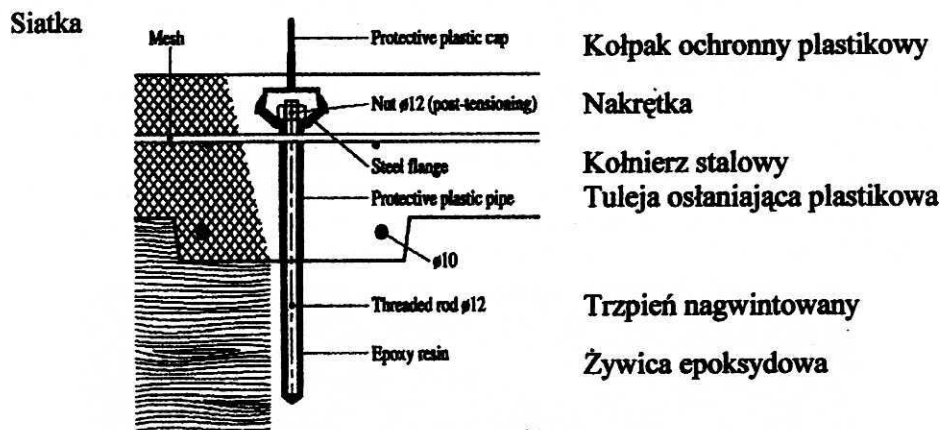 Siatka
Mesh
Protective plastic cap
Kołpak ochronny plastikowy
Nut ø12 (post-tensioning)
Nakrętka
Steel flange
Kołnierz stalowy
Protective plastic pipe
Tuleja osłaniająca plastikowa
ø10
Threaded rod ø12
Trzpień nagwintowany
Epoxy resin
Żywica epoksydowa